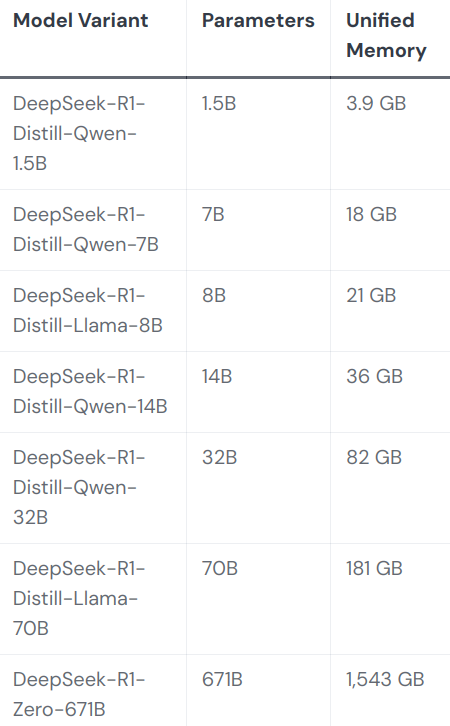 Model Variant Parameters Unified
Memory
DeepSeek-R1- 1.5B 3.9 GB
Distill-Qwen-
1.5B
DeepSeek-R1- 7B 18 GB
Distill-Qwen-7B
DeepSeek-R1- 8B 21 GB
Distill-Llama-8B
DeepSeek-R1- 14B 36 GB
Distill-Qwen-14B
DeepSeek-R1- 32B 82 GB
Distill-Qwen-
32B
DeepSeek-R1- 70B 181 GB
Distill-Llama-
70B
DeepSeek-R1- 671B 1,543 GB
Zero-671B